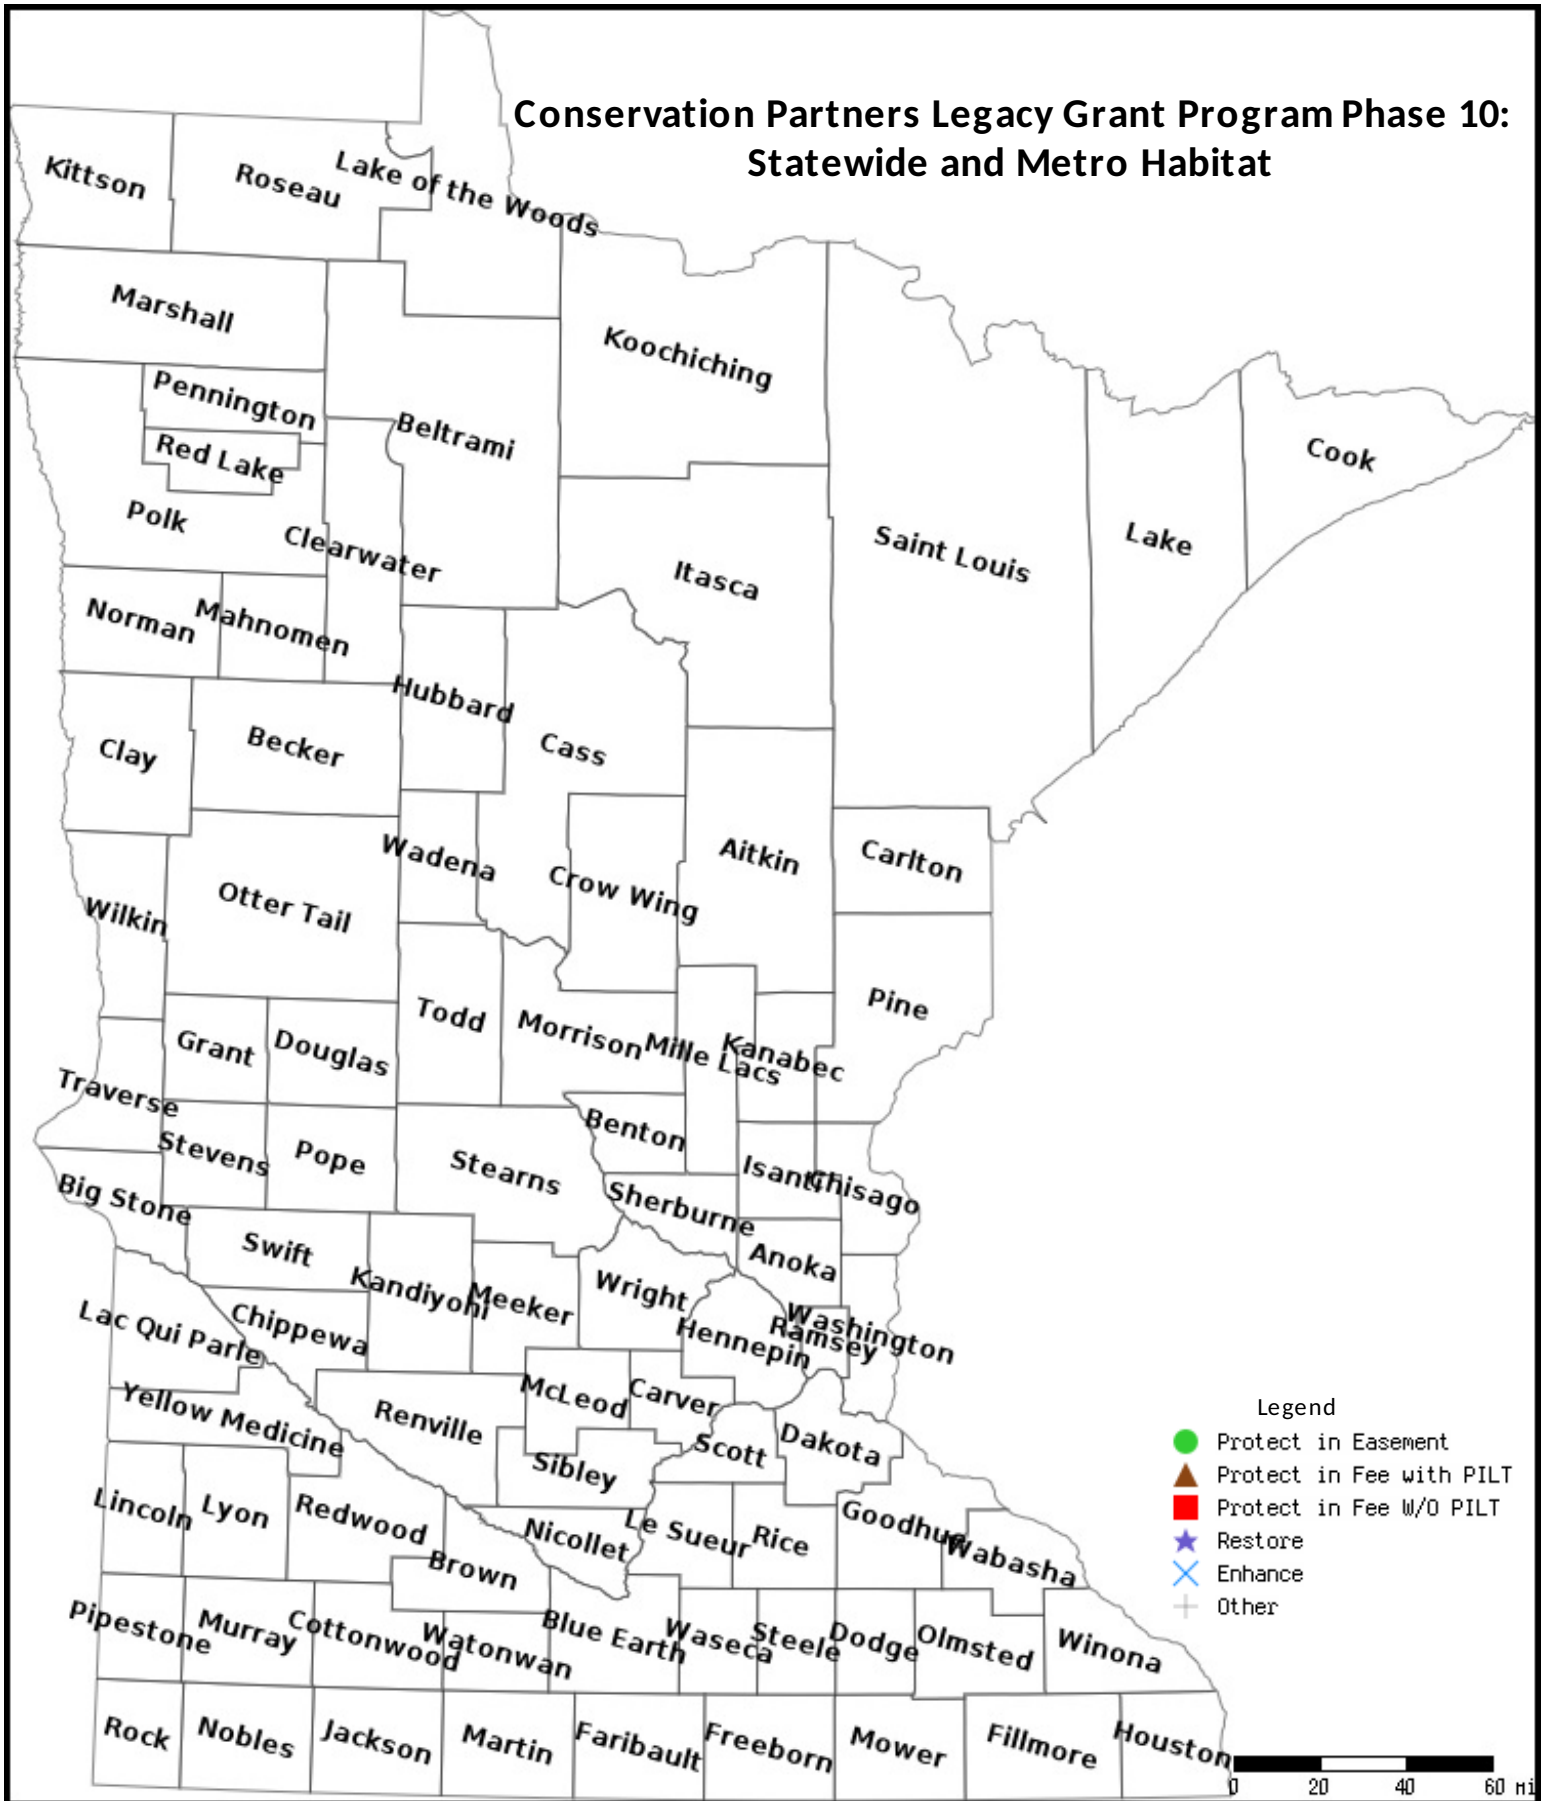 Conservation Partners Legacy Grant Program Phase 10:
Statewide and Metro Habitat
Kittson
Roseau
Lake of the Woods
Marshall
Koochiching
Pennington
Beltrami
Red Lake
Cook
Polk
Clearwater
Saint Louis
Lake
Itasca
Norman
Mahnomen
Hubbard
Clay
Becker
Cass
Wadena
Aitkin
Carlton
Wilkin
Otter Tail
Crow Wing
Pine
Todd
Morrison
Mille Lacs
Kanabec
Grant
Douglas
Traverse
Stevens
Pope
Stearns
Benton
Isanti
Chisago
Big Stone
Sherburne
Swift
Anoka
Kandiyohi
Meeker
Wright
Lac Qui Parle
Chippewa
Hennepin
Ramsey
Washington
Yellow Medicine
Renville
McLeod
Carver
Scott
Dakota
Sibley
Lincoln
Lyon
Redwood
Nicollet
Le Sueur
Rice
Goodhue
Wabasha
Brown
Pipestone
Murray
Cottonwood
Watonwan
Blue Earth
Waseca
Steele
Dodge
Olmsted
Winona
Rock
Nobles
Jackson
Martin
Faribault
Freeborn
Mower
Fillmore
Houston
Legend
Protect in Easement
Protect in Fee with PILT
Protect in Fee W/O PILT
Restore
Enhance
Other
0 20 40 60 mi